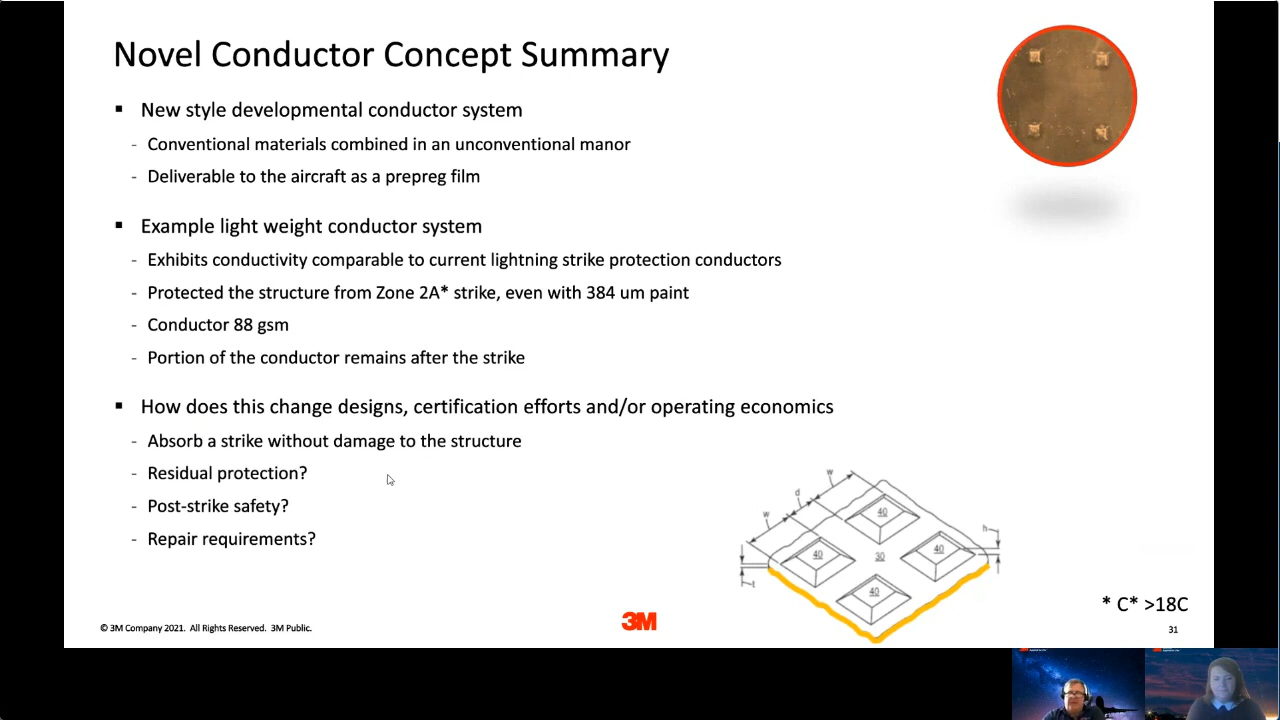 Novel Conductor Concept Summary
New style developmental conductor system
- Conventional materials combined in an unconventional manor
- Deliverable to the aircraft as a prepreg film
Example light weight conductor system
- Exhibits conductivity comparable to current lightning strike protection conductors
- Protected the structure from Zone 2A* strike, even with 384 um paint
- Conductor 88 gsm
- Portion of the conductor remains after the strike
How does this change designs, certification efforts and/or operating economics
- Absorb a strike without damage to the structure
- Residual protection?
- Post-strike safety?
- Repair requirements?
w
d
w
h
40
40
30
40
40
t
* C* >18C
© 3M Company 2021. All Rights Reserved. 3M Public.
3M
31